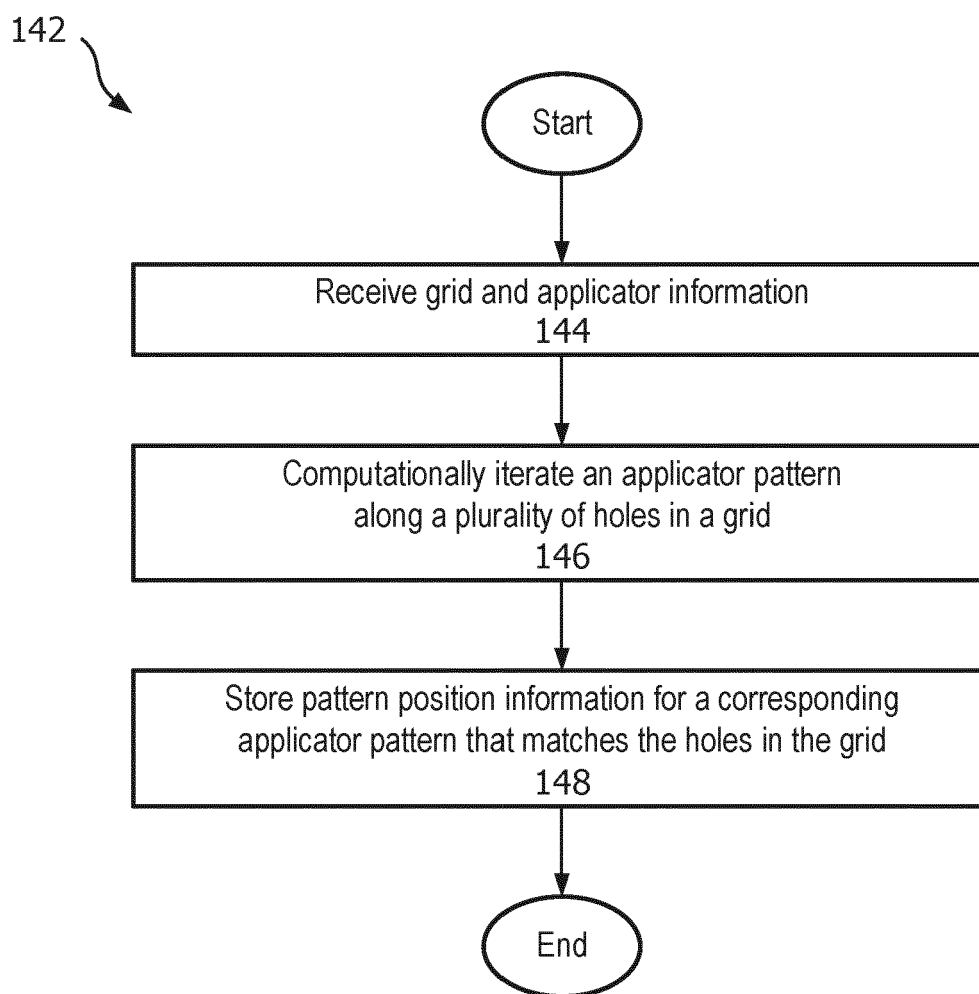 142
Start
Receive grid and applicator information
144
Computationally iterate an applicator pattern
along a plurality of holes in a grid
146
Store pattern position information for a corresponding
applicator pattern that matches the holes in the grid
148
End